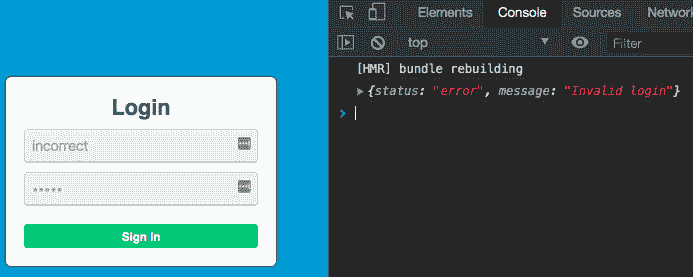 Login
incorrect
•••••
Sign In
Elements Console Sources Network
top Filter
[HMR] bundle rebuilding
{status: "error", message: "Invalid login"}